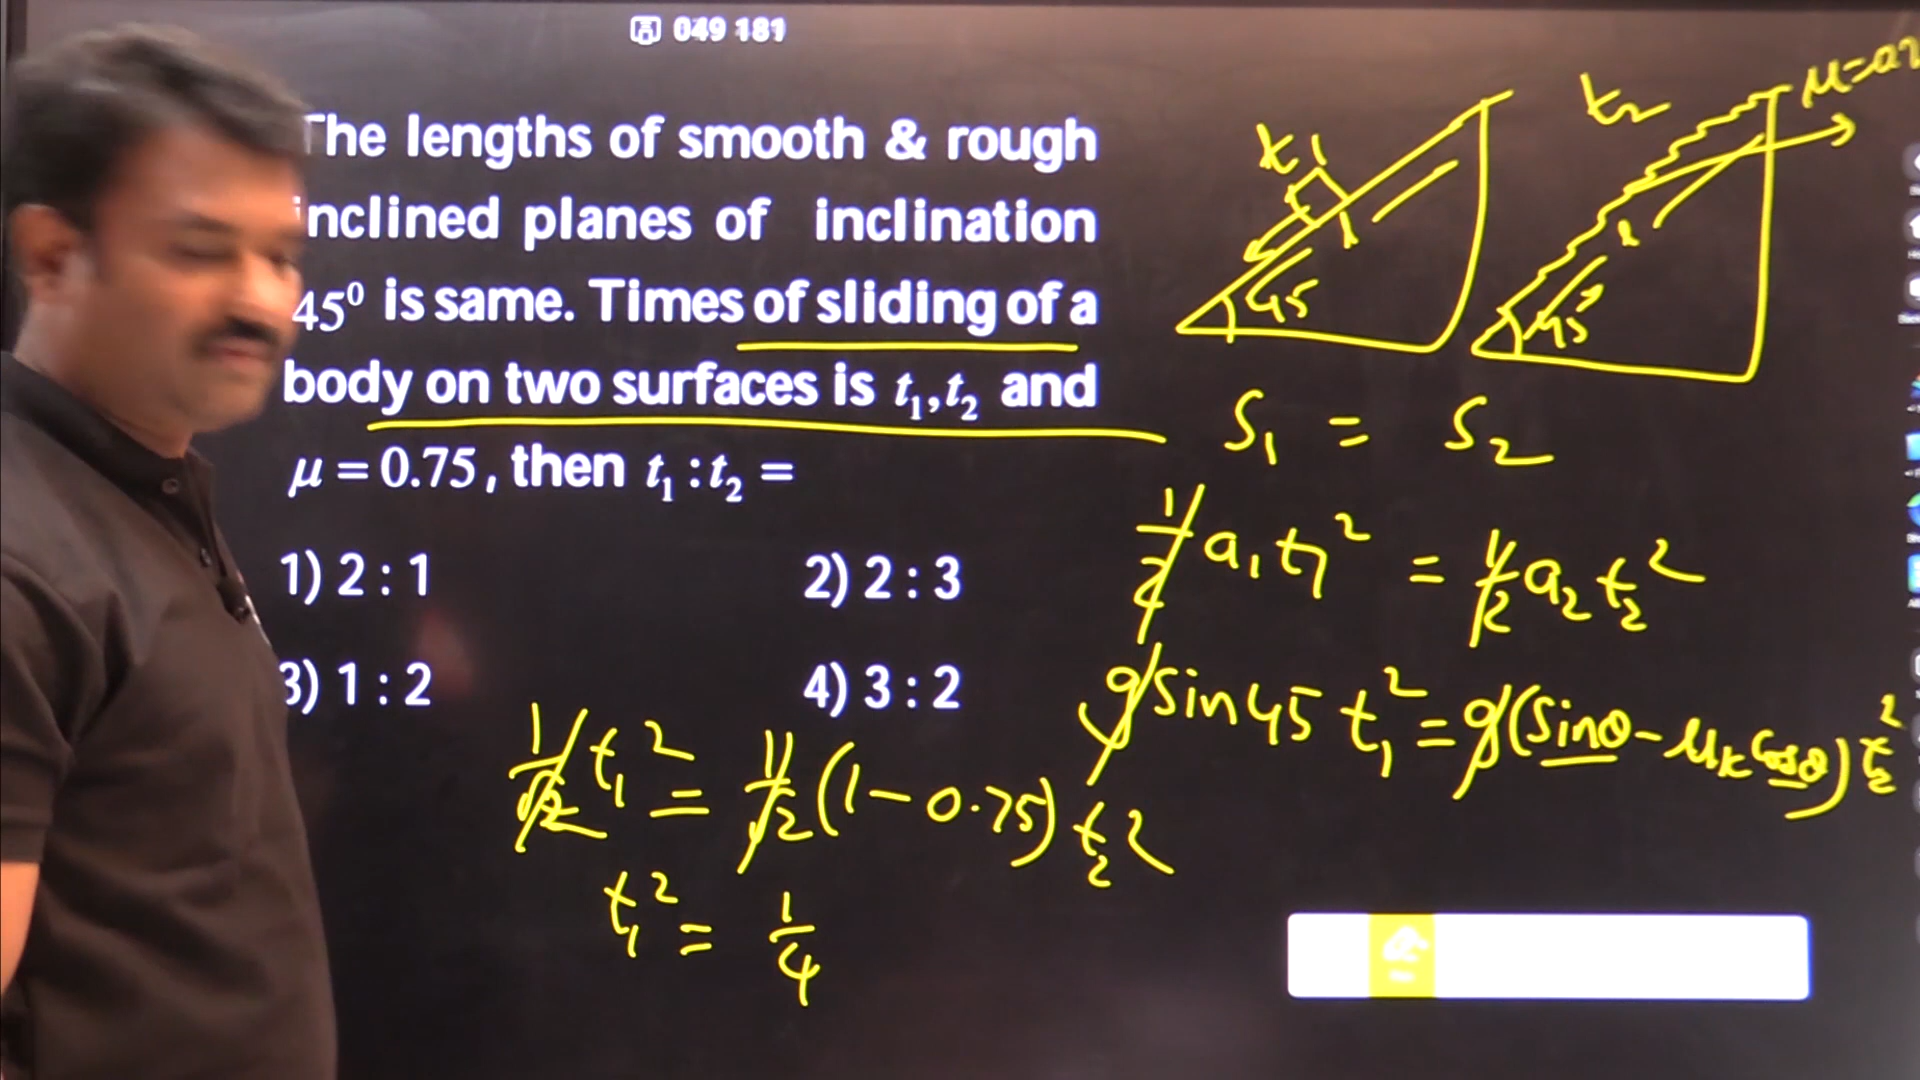 049 181
The lengths of smooth & rough
inclined planes of inclination
45⁰ is same. Times of sliding of a
body on two surfaces is t₁,t₂ and
μ = 0.75, then t₁ : t₂ =
1) 2 : 1
2) 2 : 3
3) 1 : 2
4) 3 : 2
t₁
45
t₂
45
S₁ = S₂
1/2 a₁ t₁² = 1/2 a₂ t₂²
g sin45 t₁² = g(Sinθ - μₖ Cosθ) t₂²
1/√2 t₁² = 1/√2 (1 - 0.75) t₂²
t₁² = 1/4